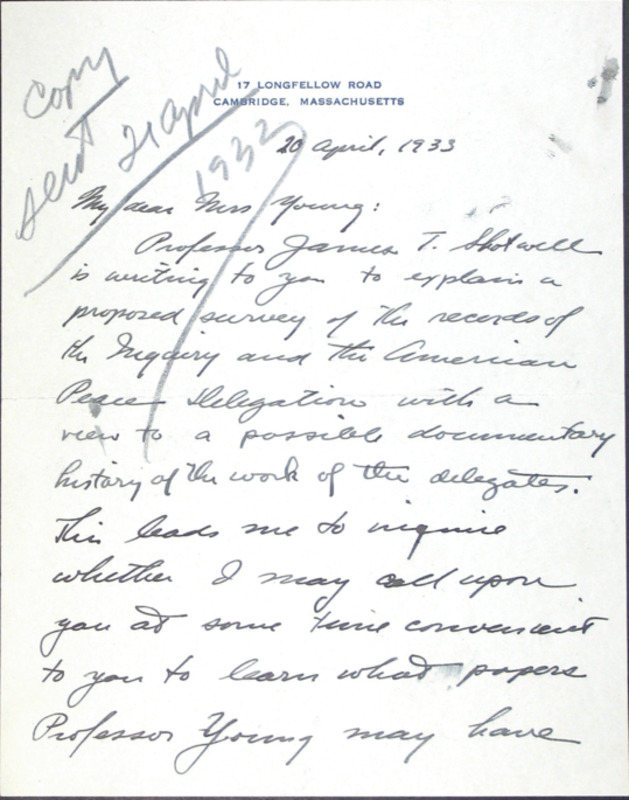 Copy
sent 21 April
1933
17 LONGFELLOW ROAD
CAMBRIDGE, MASSACHUSETTS
20 April, 1933
My dear Mrs Young:
Professor James T. Shotwell
is writing to you to explain a
proposed survey of the records of
the Inquiry and the American
Peace Delegation with a
view to a possible documentary
history of the work of the delegates.
This leads me to inquire
whether I may call upon
you at some time convenient
to you to learn what papers
Professor Young may have